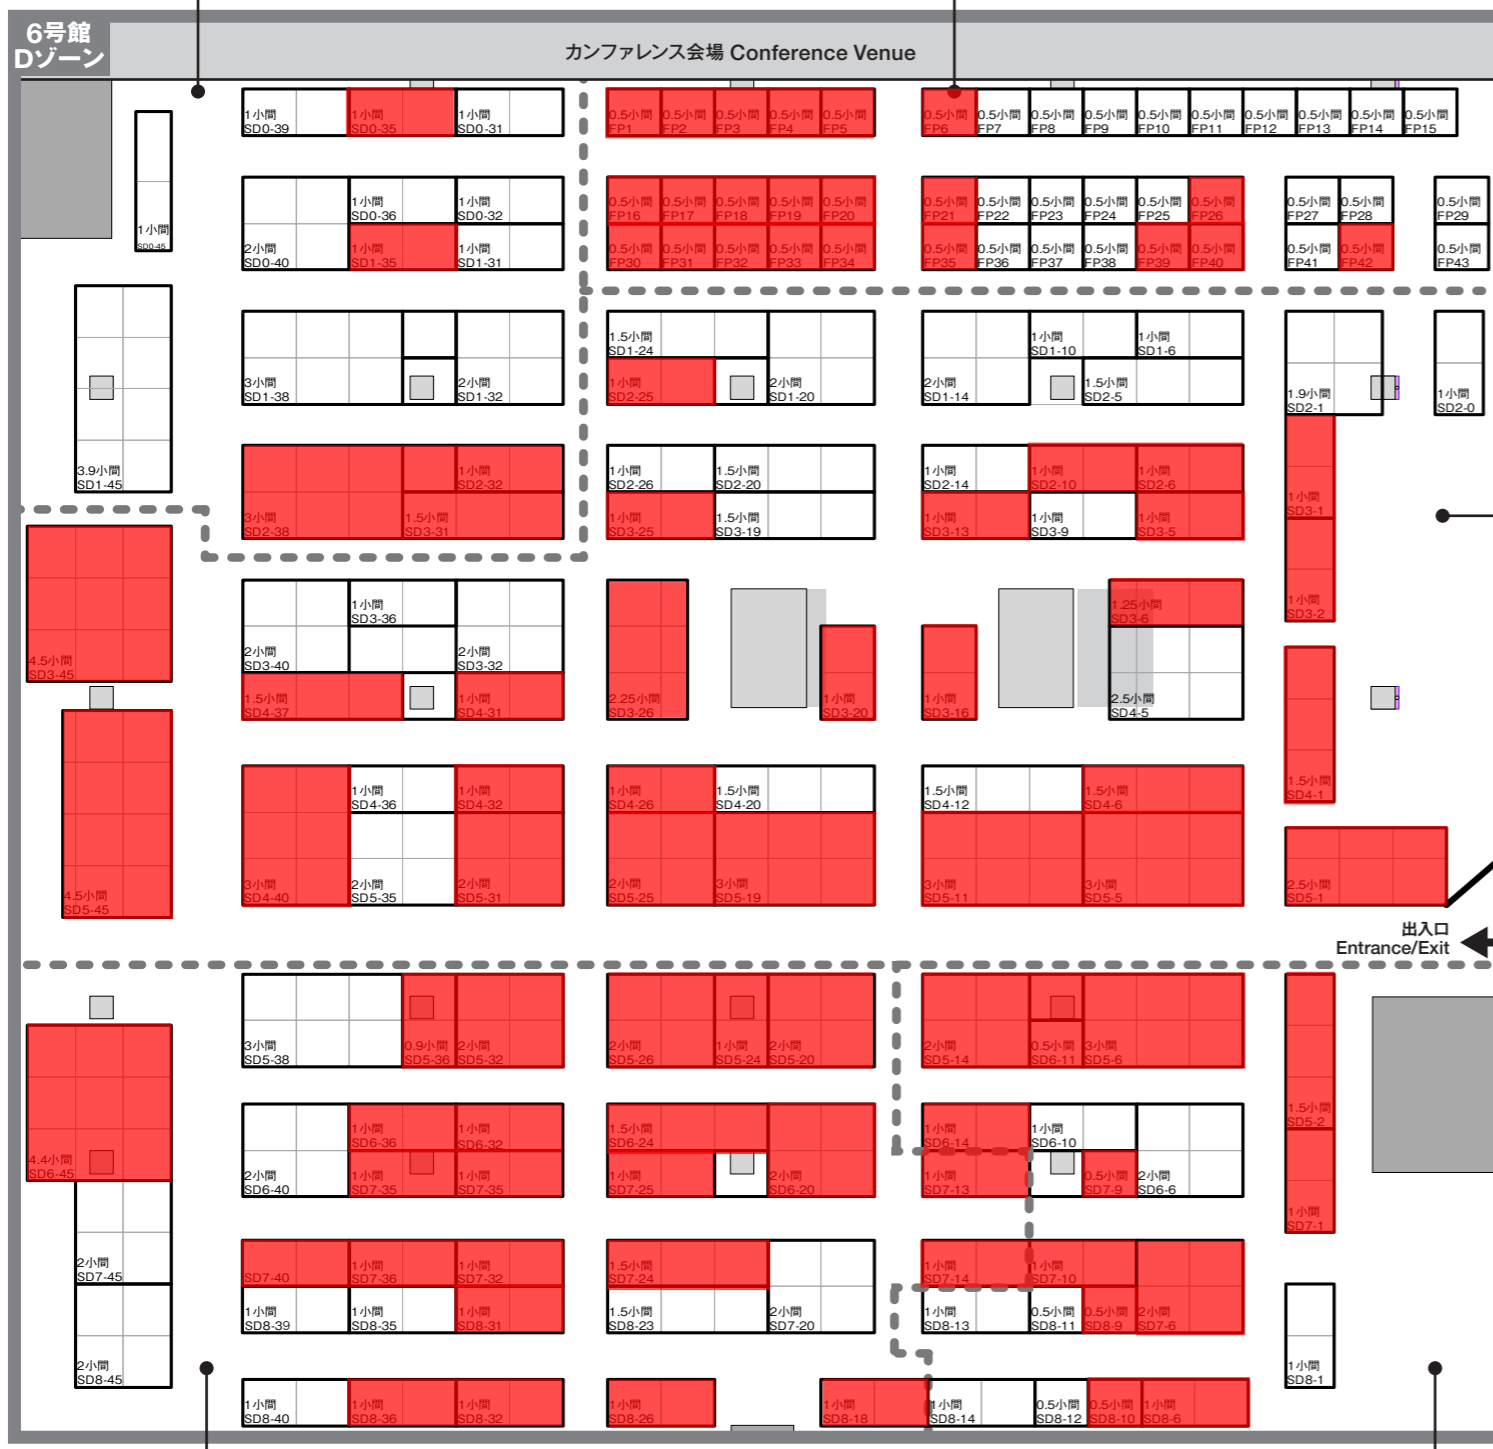 6号館
Dゾーン
カンファレンス会場 Conference Venue
1小間
SD0-39
1小間
SD0-35
1小間
SD0-31
0.5小間
FP1
0.5小間
FP2
0.5小間
FP3
0.5小間
FP4
0.5小間
FP5
0.5小間
FP6
0.5小間
FP7
0.5小間
FP8
0.5小間
FP9
0.5小間
FP10
0.5小間
FP11
0.5小間
FP12
0.5小間
FP13
0.5小間
FP14
0.5小間
FP15
1小間
SD0-45
2小間
SD0-40
1小間
SD0-36
1小間
SD0-32
1小間
SD1-35
1小間
SD1-31
0.5小間
FP16
0.5小間
FP17
0.5小間
FP18
0.5小間
FP19
0.5小間
FP20
0.5小間
FP21
0.5小間
FP22
0.5小間
FP23
0.5小間
FP24
0.5小間
FP25
0.5小間
FP26
0.5小間
FP27
0.5小間
FP28
0.5小間
FP29
0.5小間
FP30
0.5小間
FP31
0.5小間
FP32
0.5小間
FP33
0.5小間
FP34
0.5小間
FP35
0.5小間
FP36
0.5小間
FP37
0.5小間
FP38
0.5小間
FP39
0.5小間
FP40
0.5小間
FP41
0.5小間
FP42
0.5小間
FP43
3.9小間
SD1-45
3小間
SD1-38
2小間
SD1-32
1.5小間
SD1-24
1小間
SD2-25
2小間
SD1-20
2小間
SD1-14
1小間
SD1-10
1小間
SD1-6
1.5小間
SD2-5
1.9小間
SD2-1
1小間
SD2-0
3小間
SD2-38
1小間
SD2-32
1.5小間
SD3-31
1小間
SD2-26
1.5小間
SD2-20
1小間
SD3-25
1.5小間
SD3-19
1小間
SD2-14
1小間
SD2-10
1小間
SD2-6
1小間
SD3-13
1小間
SD3-9
1小間
SD3-5
1小間
SD3-1
1小間
SD3-2
4.5小間
SD3-45
2小間
SD3-40
1小間
SD3-36
2小間
SD3-32
1.5小間
SD4-37
1小間
SD4-31
2.25小間
SD3-26
1小間
SD3-20
1小間
SD3-16
1.25小間
SD3-6
2.5小間
SD4-5
1.5小間
SD4-1
4.5小間
SD5-45
3小間
SD4-40
1小間
SD4-36
1小間
SD4-32
2小間
SD5-35
2小間
SD5-31
1小間
SD4-26
1.5小間
SD4-20
2小間
SD5-25
3小間
SD5-19
1.5小間
SD4-12
1.5小間
SD4-6
3小間
SD5-11
3小間
SD5-5
2.5小間
SD5-1
出入口
Entrance/Exit
3小間
SD5-38
0.9小間
SD5-36
2小間
SD5-32
2小間
SD5-26
1小間
SD5-24
2小間
SD5-20
2小間
SD5-14
0.5小間
SD6-11
3小間
SD5-6
1.5小間
SD5-2
4.4小間
SD6-45
2小間
SD6-40
1小間
SD6-36
1小間
SD6-32
1小間
SD7-35
1小間
SD7-35
1.5小間
SD6-24
1小間
SD7-25
2小間
SD6-20
1小間
SD6-14
1小間
SD6-10
1小間
SD7-13
0.5小間
SD7-9
2小間
SD6-6
1小間
SD7-1
2小間
SD7-45
SD7-40
1小間
SD7-36
1小間
SD7-32
1小間
SD8-39
1小間
SD8-35
1小間
SD8-31
1.5小間
SD7-24
1.5小間
SD8-23
2小間
SD7-20
1小間
SD7-14
1小間
SD7-10
1小間
SD8-13
0.5小間
SD8-11
0.5小間
SD8-9
2小間
SD7-6
2小間
SD8-45
1小間
SD8-1
1小間
SD8-40
1小間
SD8-36
1小間
SD8-32
1小間
SD8-26
1小間
SD8-18
1小間
SD8-14
0.5小間
SD8-12
0.5小間
SD8-10
1小間
SD8-6